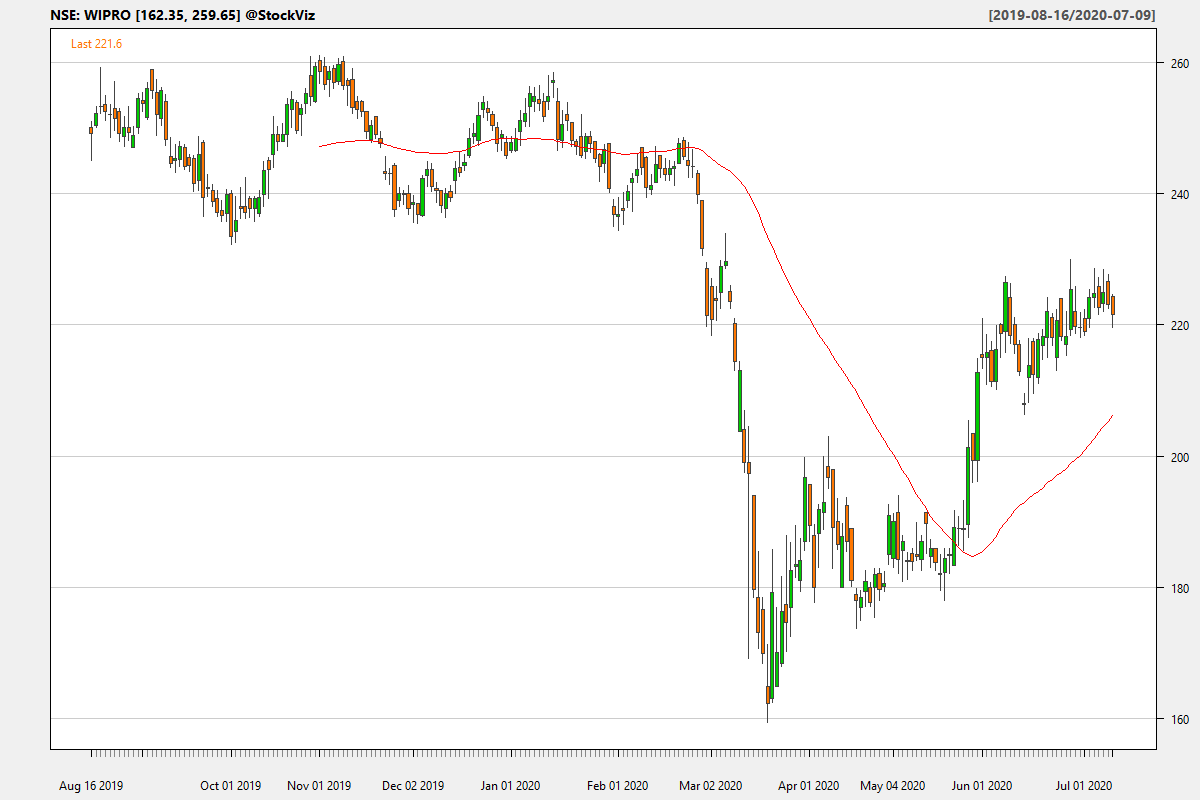 NSE: WIPRO [162.35, 259.65] @StockViz
[2019-08-16/2020-07-09]
Last 221.6
260
240
220
200
180
160
Aug 16 2019 Oct 01 2019 Nov 01 2019 Dec 02 2019 Jan 01 2020 Feb 01 2020 Mar 02 2020 Apr 01 2020 May 04 2020 Jun 01 2020 Jul 01 2020